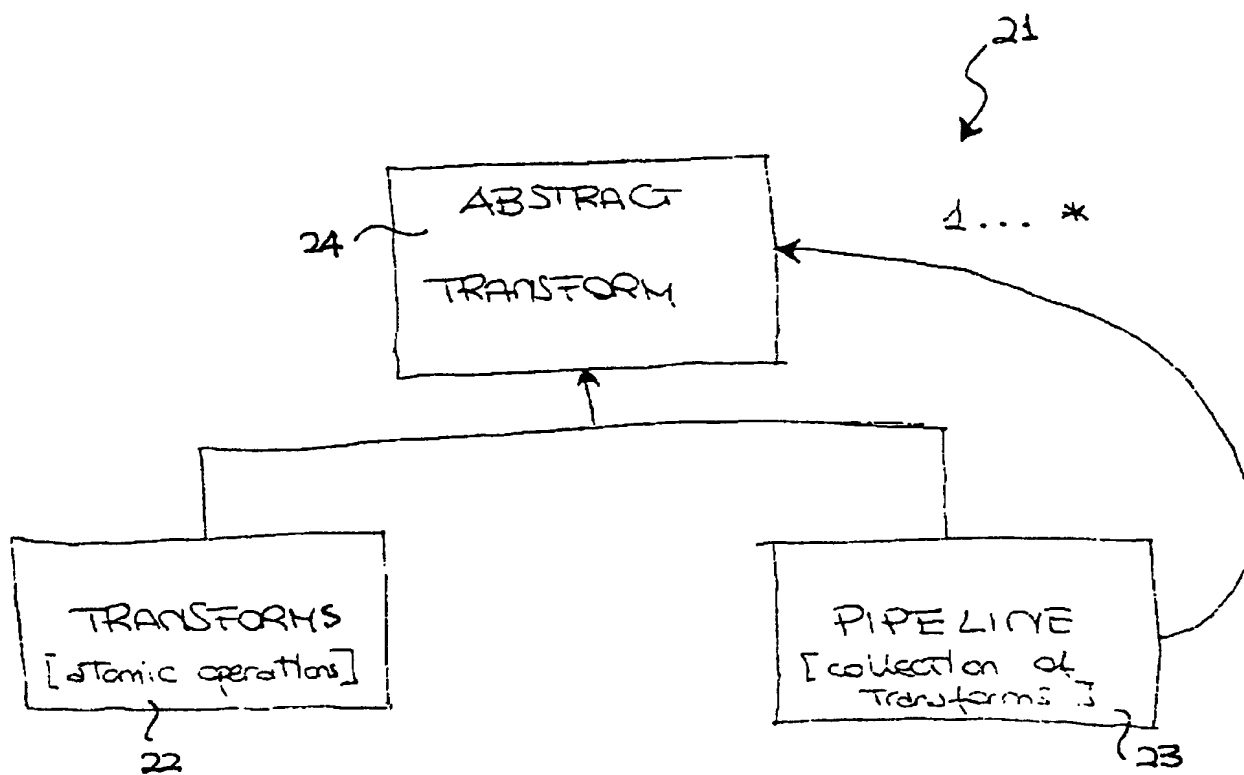 21
ABSTRACT
1... *
24
TRANSFORM
TRANSFORMS
[atomic operations]
PIPELINE
[collection of
Transforms]
22
23